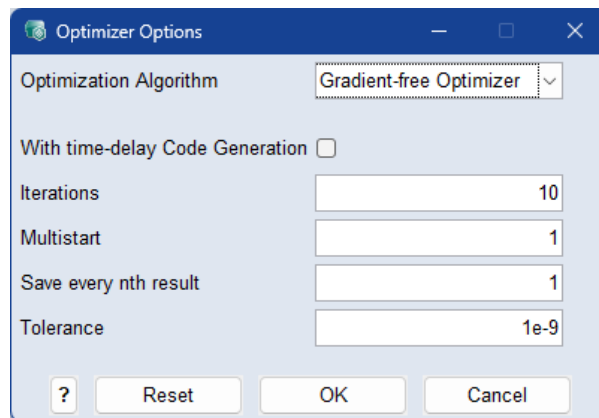 Optimizer Options
Optimization Algorithm Gradient-free Optimizer
With time-delay Code Generation
Iterations 10
Multistart 1
Save every nth result 1
Tolerance 1e-9
? Reset OK Cancel